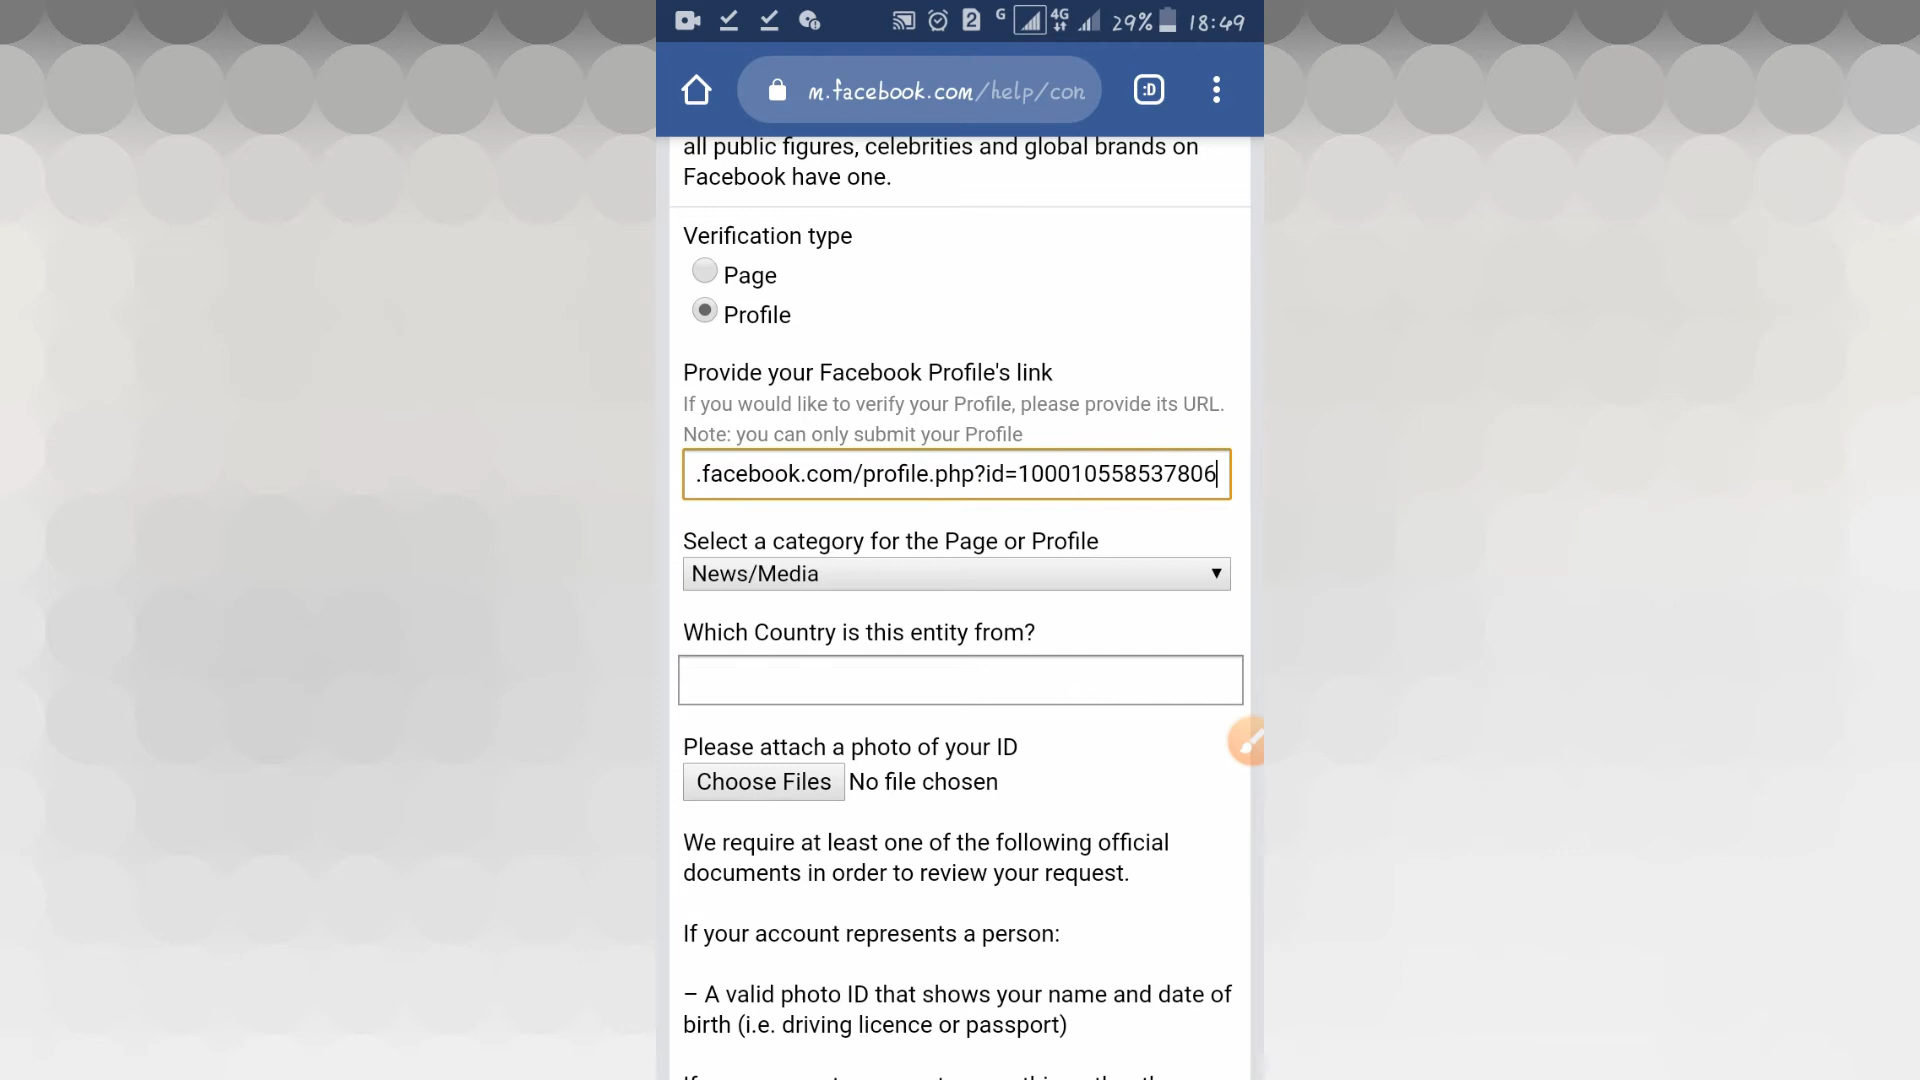 2 G 4G 29% 18:49
m.facebook.com/help/con :D
all public figures, celebrities and global brands on
Facebook have one.
Verification type
Page
Profile
Provide your Facebook Profile's link
If you would like to verify your Profile, please provide its URL.
Note: you can only submit your Profile
.facebook.com/profile.php?id=100010558537806
Select a category for the Page or Profile
News/Media
Which Country is this entity from?
Please attach a photo of your ID
Choose Files No file chosen
We require at least one of the following official
documents in order to review your request.
If your account represents a person:
– A valid photo ID that shows your name and date of
birth (i.e. driving licence or passport)